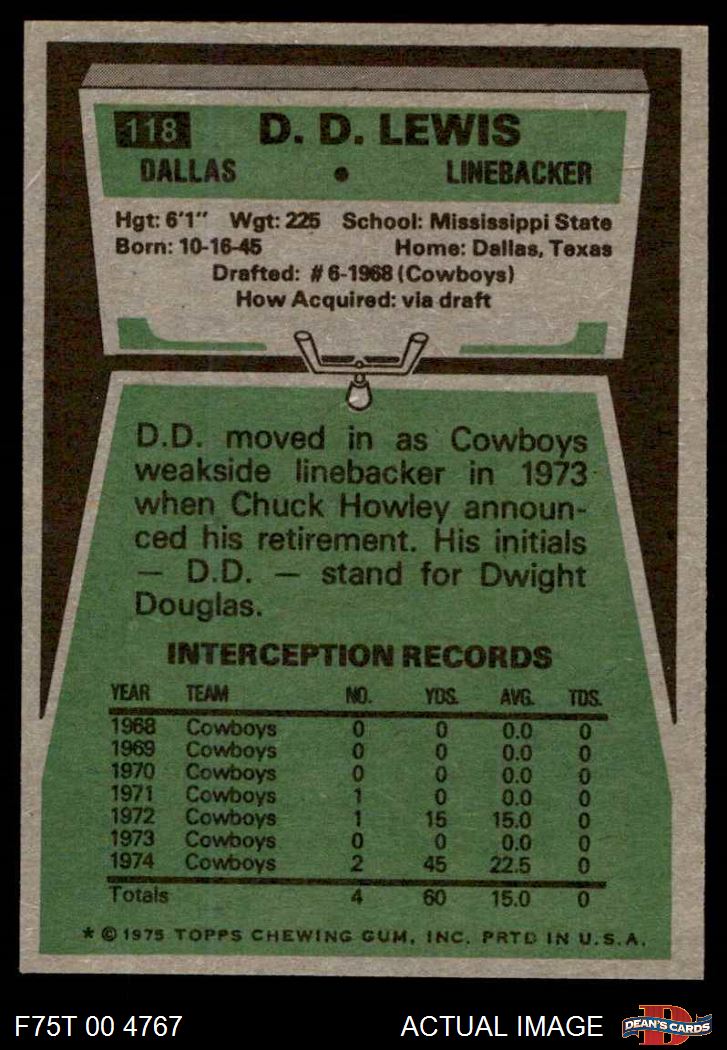 118 D. D. LEWIS
DALLAS • LINEBACKER
Hgt: 6'1" Wgt: 225 School: Mississippi State
Born: 10-16-45 Home: Dallas, Texas
Drafted: #6-1968 (Cowboys)
How Acquired: via draft
D.D. moved in as Cowboys
weakside linebacker in 1973
when Chuck Howley announ-
ced his retirement. His initials
— D.D. — stand for Dwight
Douglas.
INTERCEPTION RECORDS
YEAR TEAM NO. YDS. AVG. TDS.
1968 Cowboys 0 0 0.0 0
1969 Cowboys 0 0 0.0 0
1970 Cowboys 0 0 0.0 0
1971 Cowboys 1 0 0.0 0
1972 Cowboys 1 15 15.0 0
1973 Cowboys 0 0 0.0 0
1974 Cowboys 2 45 22.5 0
Totals 4 60 15.0 0
* © 1975 TOPPS CHEWING GUM, INC. PRTD IN U.S.A.
F75T 00 4767 ACTUAL IMAGE D DEAN'S CARDS